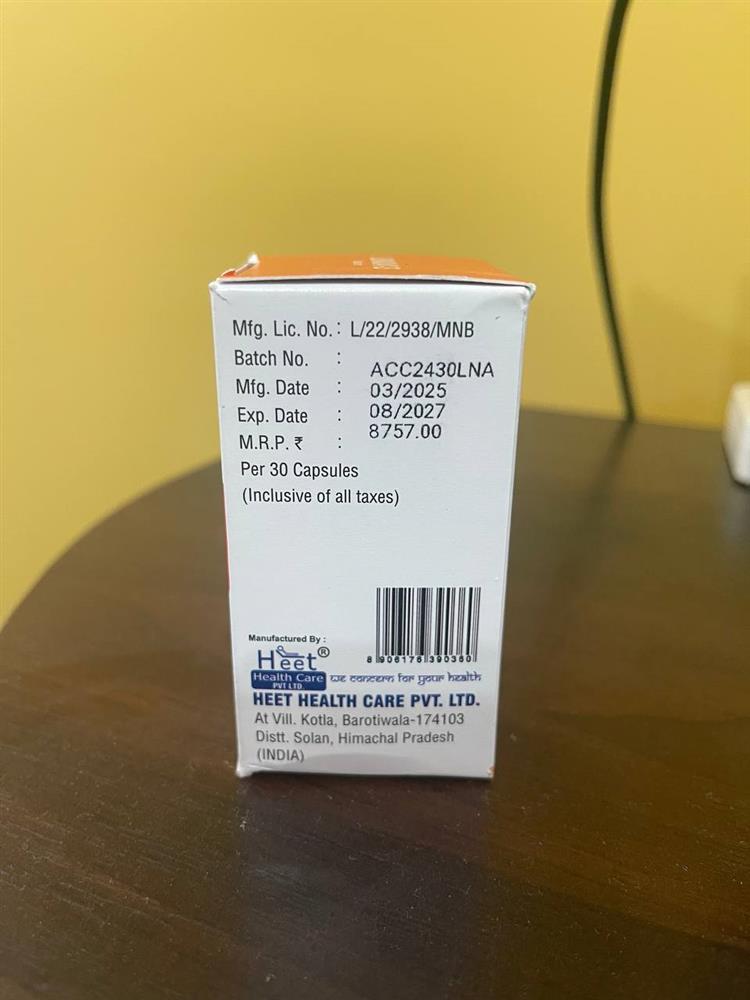 Mfg. Lic. No. : L/22/2938/MNB
Batch No. : ACC2430LNA
Mfg. Date : 03/2025
Exp. Date : 08/2027
M.R.P. ₹ : 8757.00
Per 30 Capsules
(Inclusive of all taxes)
8 906176 390360
Manufactured By :
Heet®
Health Care
PVT LTD.
we concern for your health
HEET HEALTH CARE PVT. LTD.
At Vill. Kotla, Barotiwala-174103
Distt. Solan, Himachal Pradesh
(INDIA)